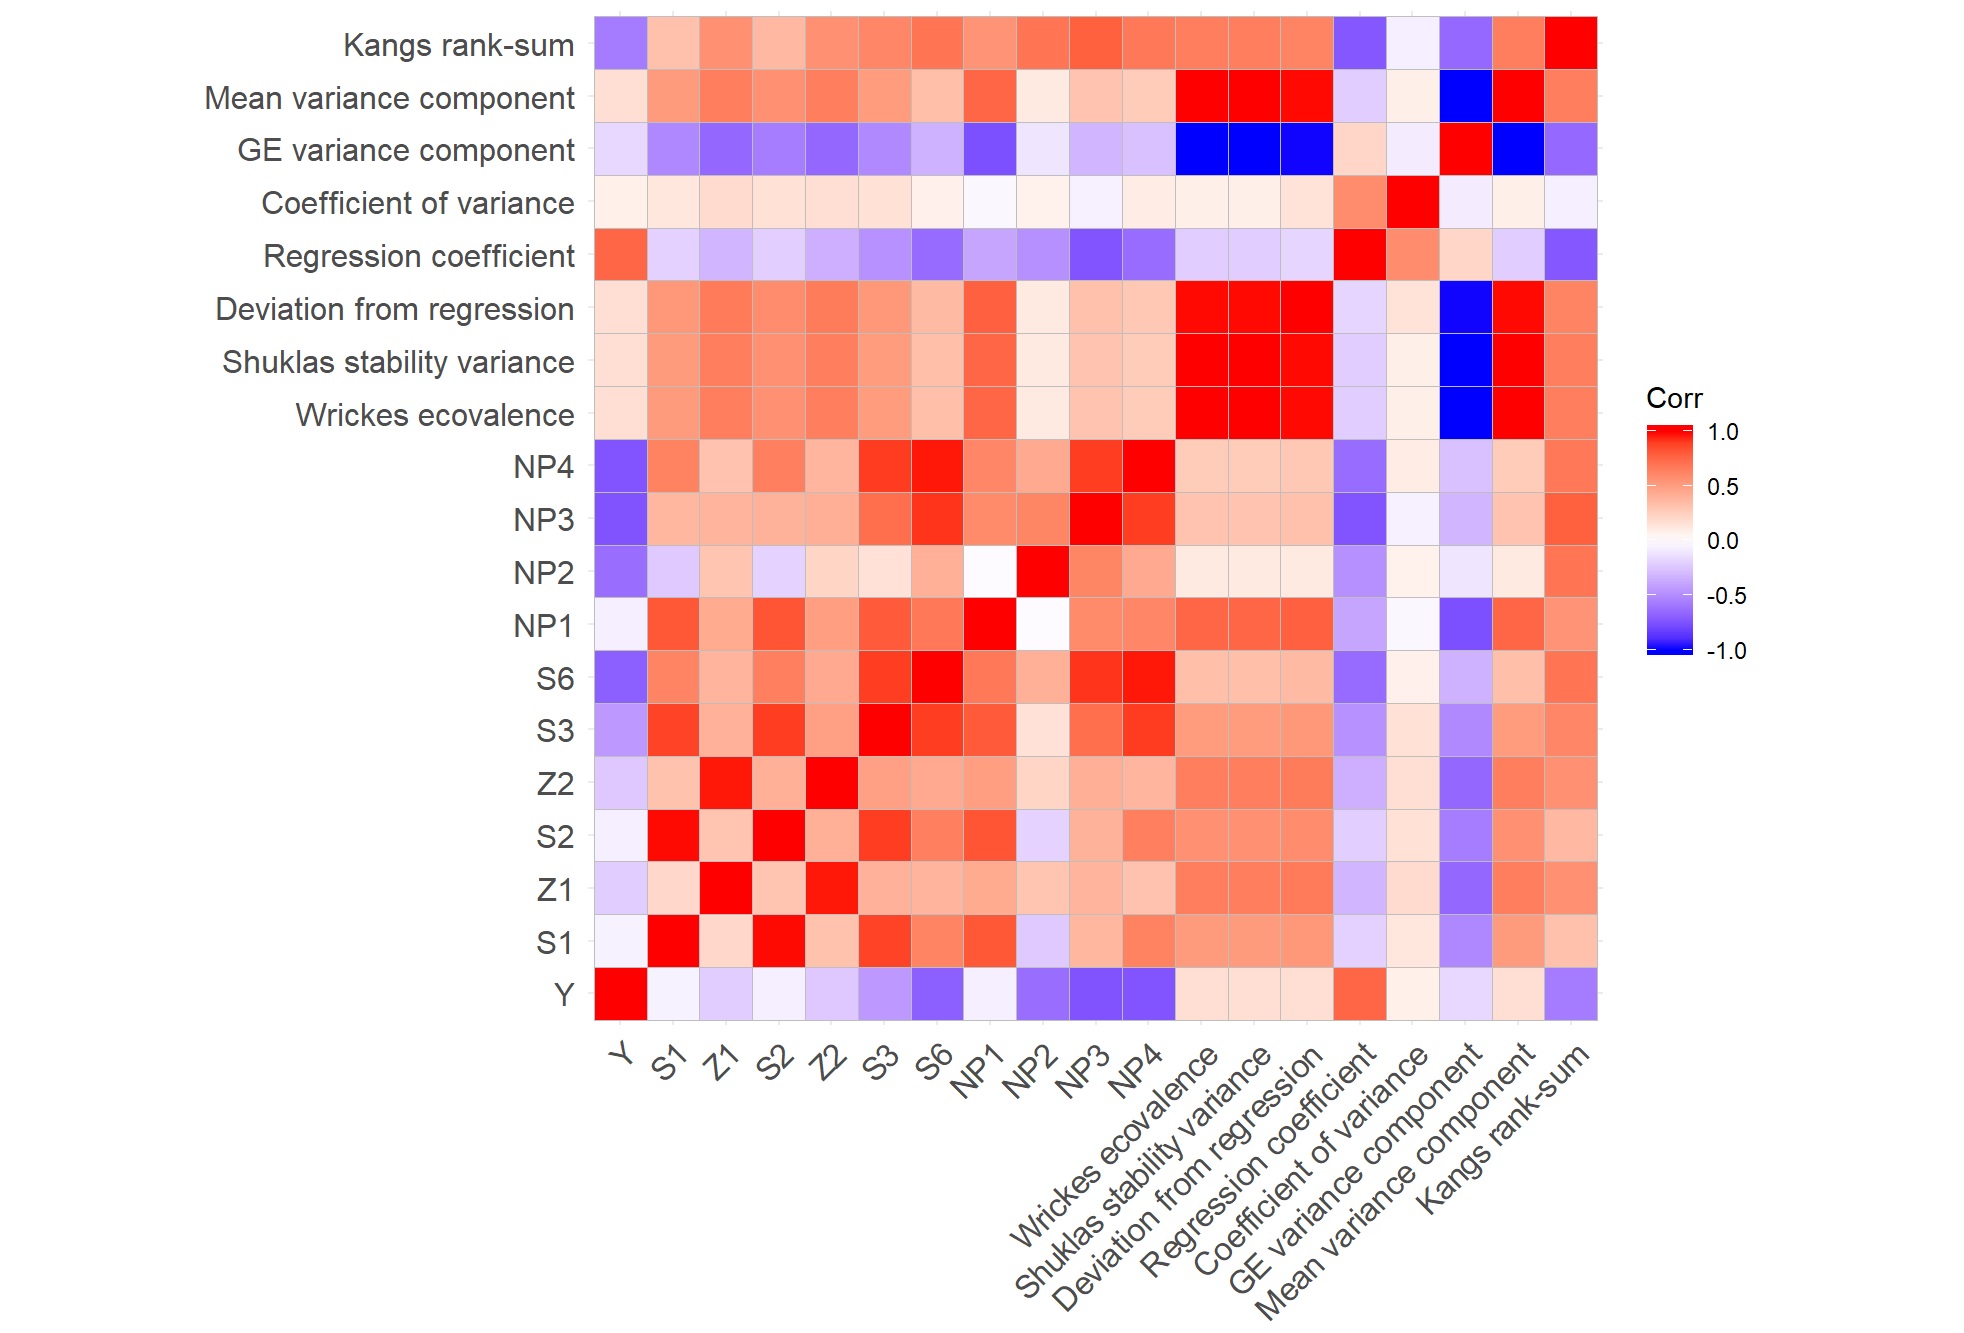 Kangs rank-sum
Mean variance component
GE variance component
Coefficient of variance
Regression coefficient
Deviation from regression
Shuklas stability variance
Wrickes ecovalence
NP4
NP3
NP2
NP1
S6
S3
Z2
S2
Z1
S1
Y
Y
S1
Z1
S2
Z2
S3
S6
NP1
NP2
NP3
NP4
Wrickes ecovalence
Shuklas stability variance
Deviation from regression
Regression coefficient
Coefficient of variance
GE variance component
Mean variance component
Kangs rank-sum
Corr
1.0
0.5
0.0
-0.5
-1.0